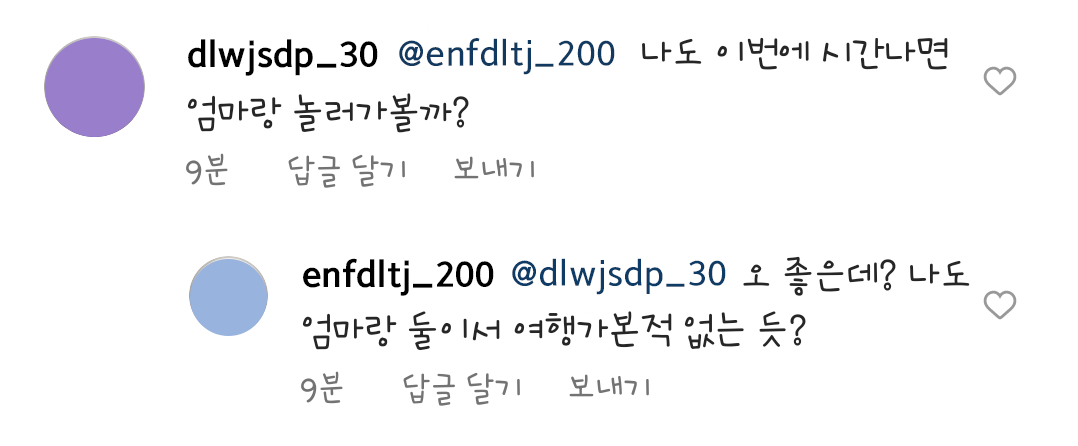 dlwjsdp_30 @enfdltj_200 나도 이번에 시간나면
엄마랑 놀러가볼까?
9분 답글 달기 보내기
enfdltj_200 @dlwjsdp_30 오 좋은데? 나도
엄마랑 둘이서 여행가본적 없는 듯?
9분 답글 달기 보내기